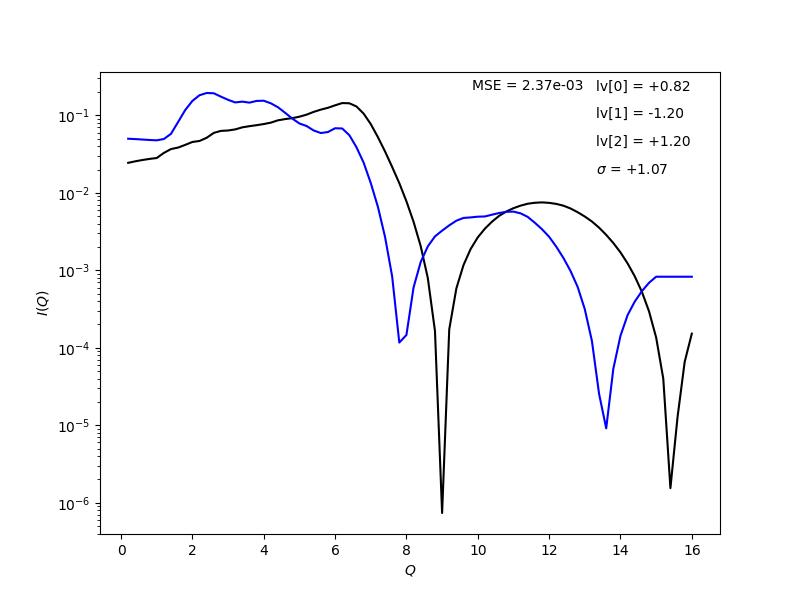 MSE = 2.37e-03 lv[0] = +0.82
lv[1] = -1.20
lv[2] = +1.20
σ = +1.07
I(Q)
10⁻¹
10⁻²
10⁻³
10⁻⁴
10⁻⁵
10⁻⁶
0 2 4 6 8 10 12 14 16
Q